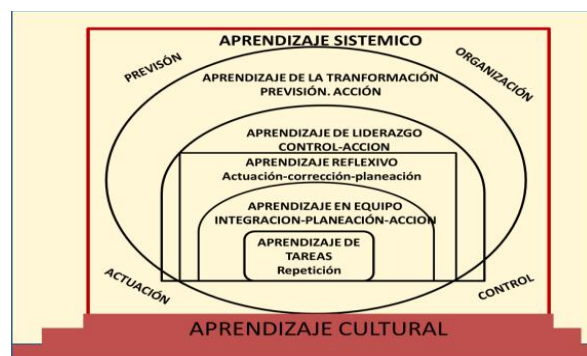 APRENDIZAJE SISTEMICO
PREVISÓN
ORGANIZACIÓN
APRENDIZAJE DE LA TRANFORMACIÓN
PREVISIÓN. ACCIÓN
APRENDIZAJE DE LIDERAZGO
CONTROL-ACCION
APRENDIZAJE REFLEXIVO
Actuación-corrección-planeación
APRENDIZAJE EN EQUIPO
INTEGRACION-PLANEACIÓN-ACCION
APRENDIZAJE DE
TAREAS
Repetición
ACTUACIÓN
CONTROL
APRENDIZAJE CULTURAL